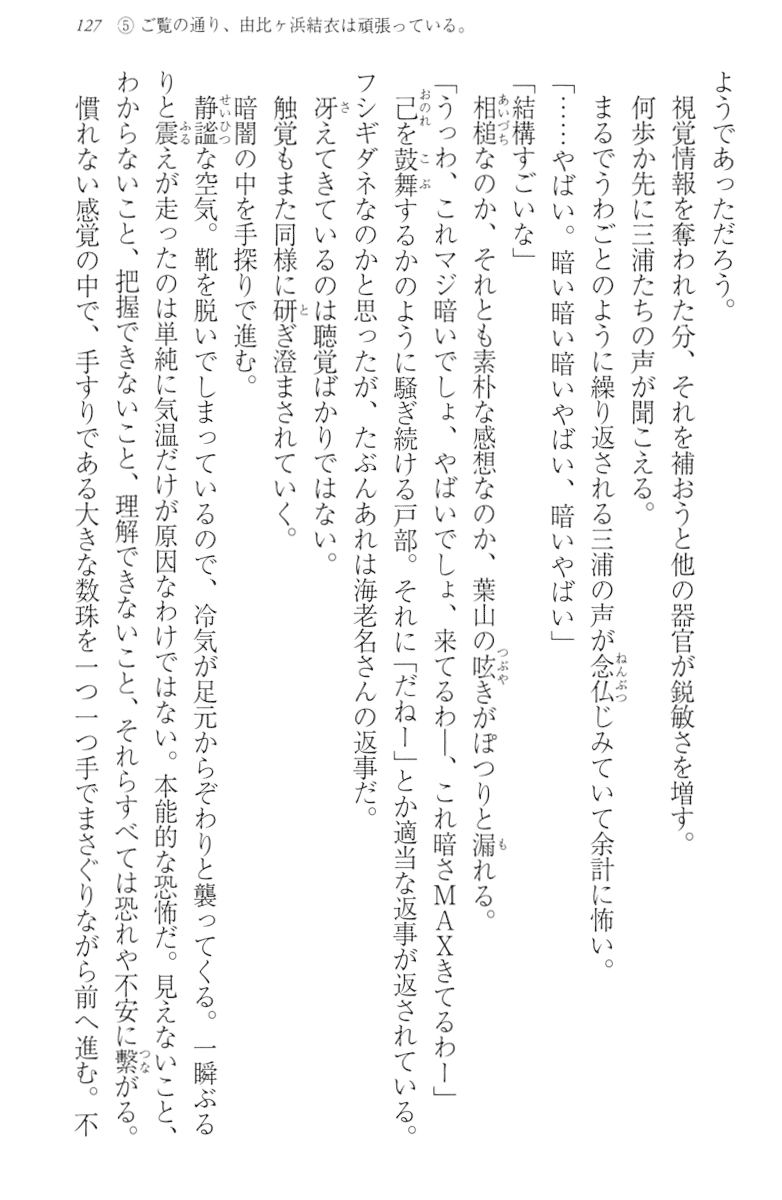 127 ⑤ ご覧の通り、由比ヶ浜結衣は頑張っている。
ようであっただろう。
視覚情報を奪われた分、それを補おうと他の器官が鋭敏さを増す。
何歩か先に三浦たちの声が聞こえる。
まるでうわごとのように繰り返される三浦の声が念仏じみていて余計に怖い。
「……やばい。暗い暗い暗いやばい、暗いやばい」
「結構すごいな」
相槌なのか、それとも素朴な感想なのか、葉山の呟きがぽつりと漏れる。
「うっわ、これマジ暗いでしょ、やばいでしょ、来てるわー、これ暗さMAXきてるわー」
己を鼓舞するかのように騒ぎ続ける戸部。それに「だねー」とか適当な返事が返されている。
フシギダネなのかと思ったが、たぶんあれは海老名さんの返事だ。
冴えてきているのは聴覚ばかりではない。
触覚もまた同様に研ぎ澄まされていく。
暗闇の中を手探りで進む。
静謐な空気。靴を脱いでしまっているので、冷気が足元からぞわりと襲ってくる。一瞬ぶる
りと震えが走ったのは単純に気温だけが原因なわけではない。本能的な恐怖だ。見えないこと、
わからないこと、把握できないこと、理解できないこと、それらすべては恐れや不安に繫がる。
慣れない感覚の中で、手すりである大きな数珠を一つ一つ手でまさぐりながら前へ進む。不